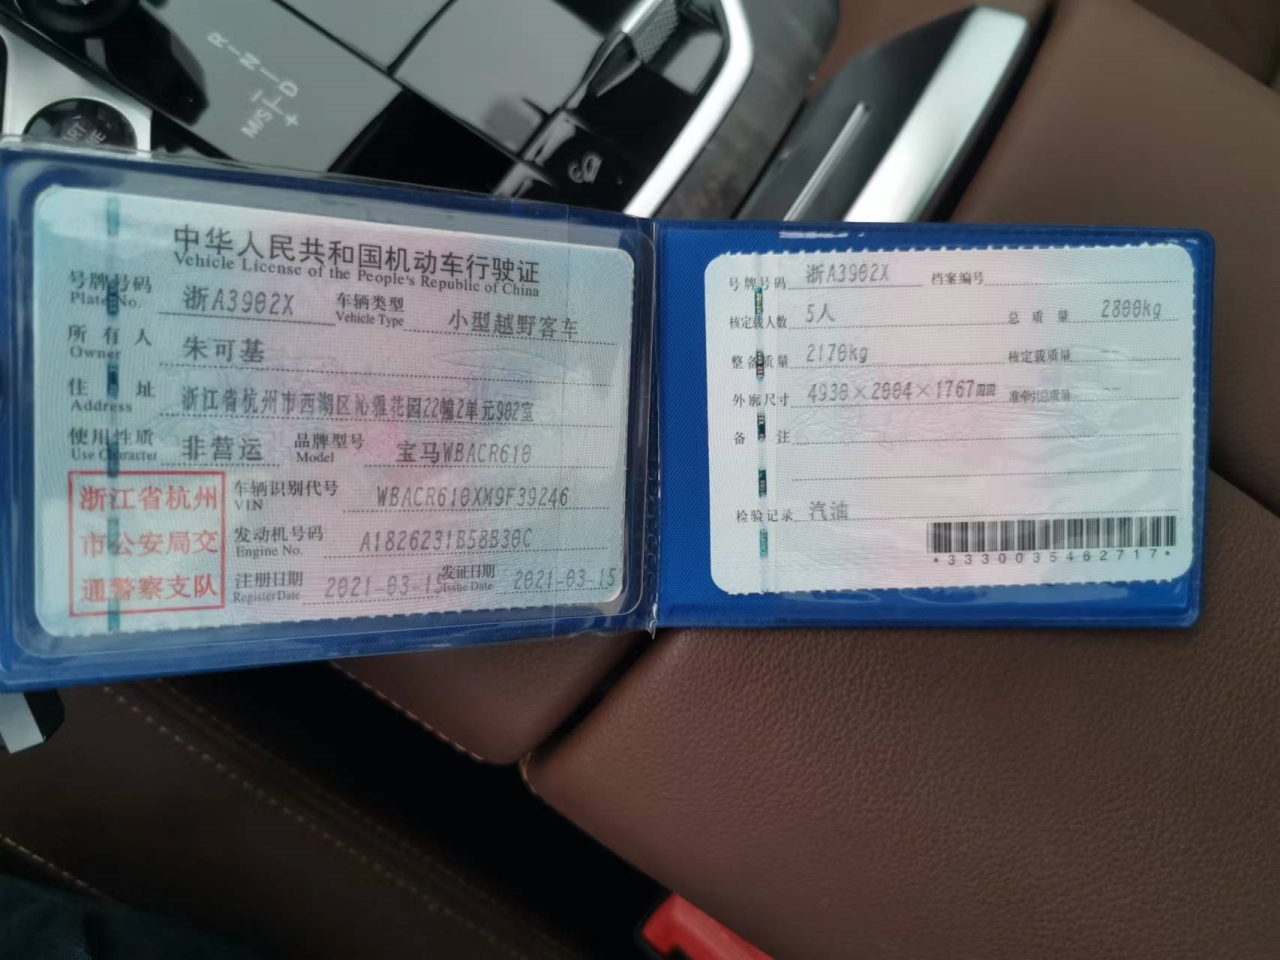 R
N
D
M/S
+
中华人民共和国机动车行驶证
Vehicle License of the People's Republic of China
号牌号码 浙A3902X 车辆类型 小型越野客车
Plate No. Vehicle Type
所有人 朱可基
Owner
住址 浙江省杭州市西湖区沁雅花园22幢2单元902室
Address
使用性质 非营运 品牌型号 宝马WBACR610
Use Character Model
浙江省杭州
市公安局交
通警察支队
车辆识别代号 WBACR610XM9F39246
VIN
发动机号码 A1826231B58B30C
Engine No.
注册日期 2021-03-15 发证日期 2021-03-15
Register Date Issue Date
号牌号码 浙A3902X 档案编号
核定载人数 5人 总质量 2800kg
整备质量 2170kg 核定载质量
外廓尺寸 4930×2004×1767mm 准牵引总质量
备注
检验记录 汽油
*3330035462717*